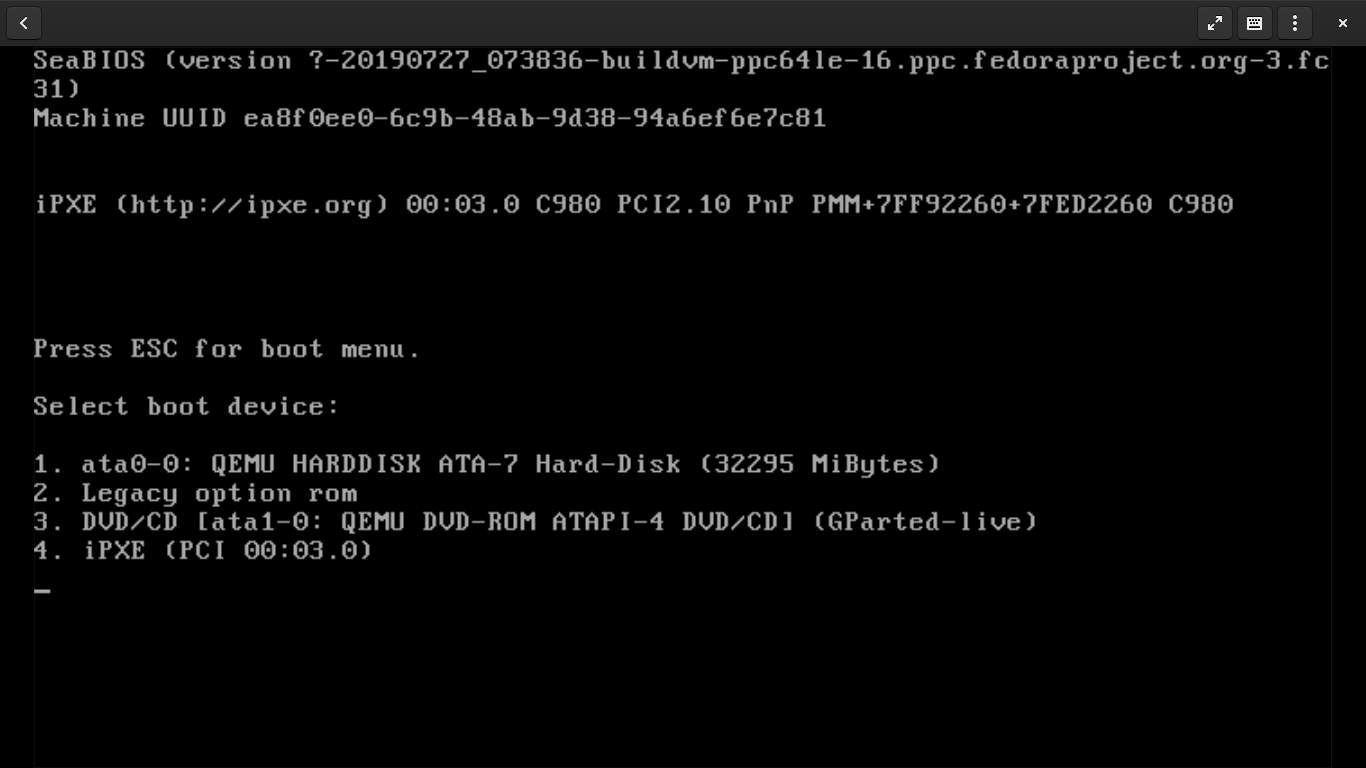 SeaBIOS (version ?-20190727_073836-buildvm-ppc64le-16.ppc.fedoraproject.org-3.fc
31)
Machine UUID ea8f0ee0-6c9b-48ab-9d38-94a6ef6e7c81
iPXE (http://ipxe.org) 00:03.0 C980 PCI2.10 PnP PMM+7FF92260+7FED2260 C980
Press ESC for boot menu.
Select boot device:
1. ata0-0: QEMU HARDDISK ATA-7 Hard-Disk (32295 MiBytes)
2. Legacy option rom
3. DVD/CD [ata1-0: QEMU DVD-ROM ATAPI-4 DVD/CD] (GParted-live)
4. iPXE (PCI 00:03.0)